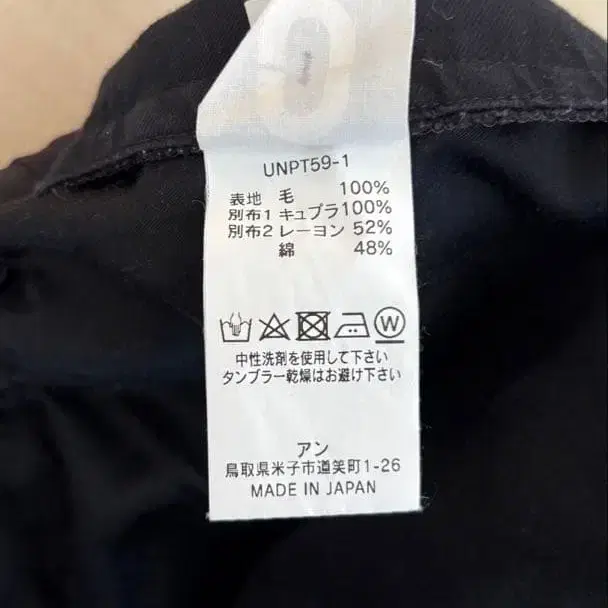 UNPT59-1
表地 毛 100%
別布1 キュプラ100%
別布2 レーヨン 52%
綿 48%
W
中性洗剤を使用して下さい
タンブラー乾燥はお避け下さい
アン
鳥取県米子市道笑町1-26
MADE IN JAPAN